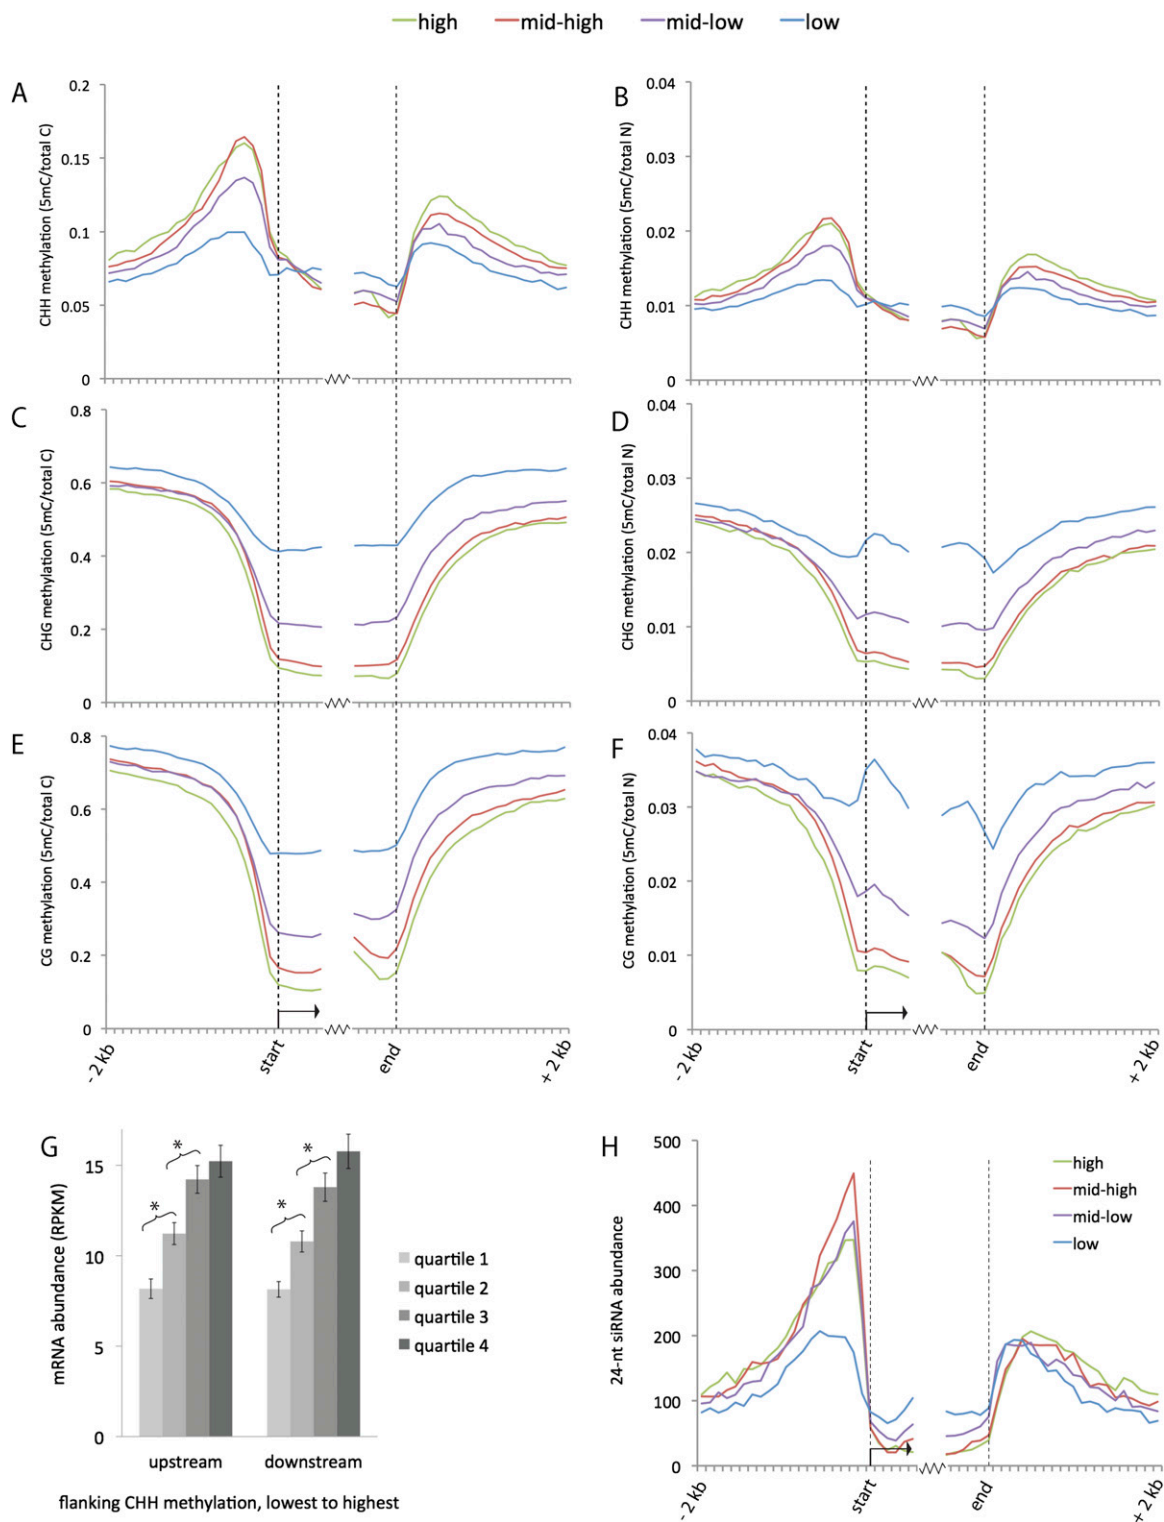 high mid-high mid-low low
A
CHH methylation (5mC/total C)
0.2
0.15
0.1
0.05
0
B
CHH methylation (5mC/total N)
0.04
0.03
0.02
0.01
0
C
CHG methylation (5mC/total C)
0.8
0.6
0.4
0.2
0
D
CHG methylation (5mC/total N)
0.04
0.03
0.02
0.01
0
E
CG methylation (5mC/total C)
0.8
0.6
0.4
0.2
0
- 2 kb start end + 2 kb
F
CG methylation (5mC/total N)
0.04
0.03
0.02
0.01
0
- 2 kb start end + 2 kb
G
mRNA abundance (RPKM)
15
10
5
0
* * * *
quartile 1
quartile 2
quartile 3
quartile 4
upstream downstream
flanking CHH methylation, lowest to highest
H
24-nt siRNA abundance
500
400
300
200
100
0
high
mid-high
mid-low
low
- 2 kb start end + 2 kb